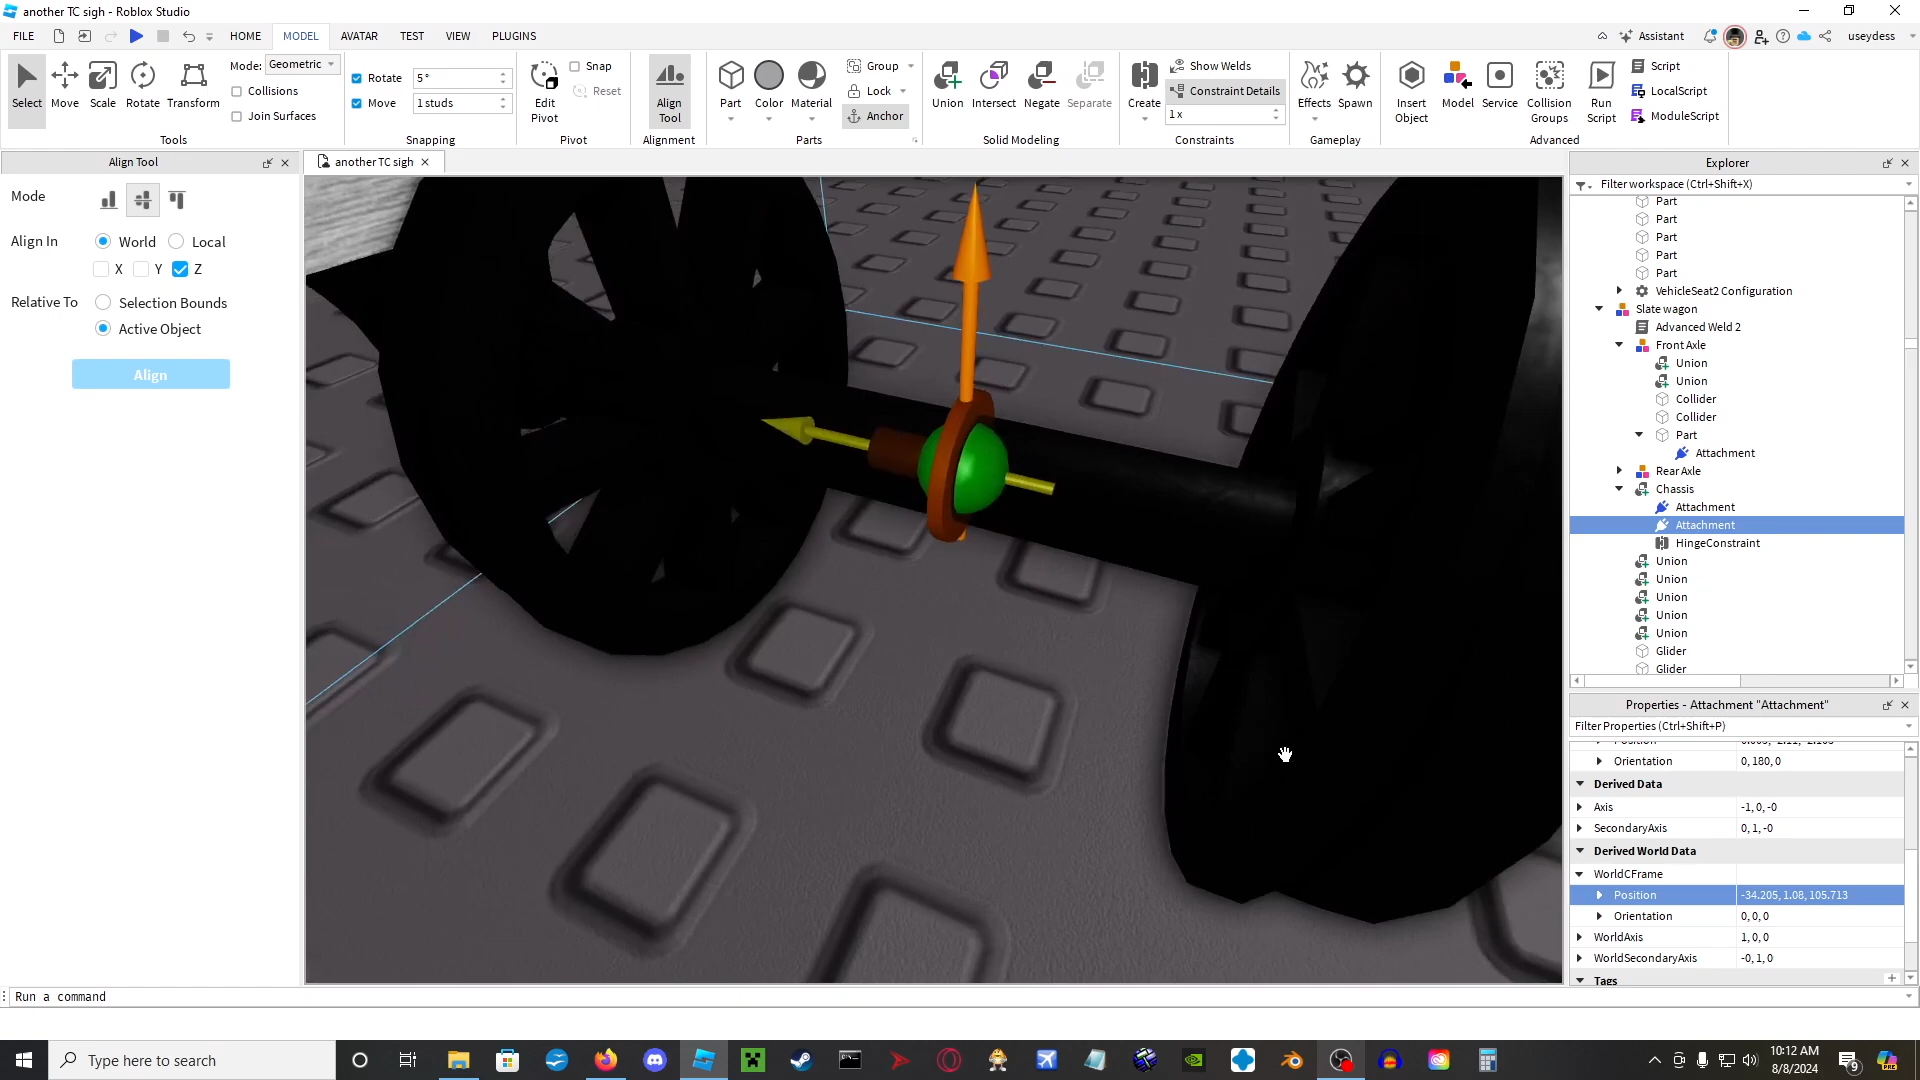 another TC sigh - Roblox Studio
FILE HOME MODEL AVATAR TEST VIEW PLUGINS Assistant useydess
Select Move Scale Rotate Transform
Mode: Geometric
Collisions
Join Surfaces
Tools
Rotate 5°
Move 1 studs
Snapping
Edit Pivot
Snap
Reset
Pivot
Align Tool
Alignment
Part Color Material
Group
Lock
Anchor
Parts
Union Intersect Negate Separate
Solid Modeling
Create
Show Welds
Constraint Details
1 x
Constraints
Effects Spawn
Gameplay
Insert Object
Model
Service
Collision Groups
Run Script
Script
LocalScript
ModuleScript
Advanced
Align Tool
Mode
Align In World Local
X Y Z
Relative To Selection Bounds
Active Object
Align
another TC sigh
Explorer
Filter workspace (Ctrl+Shift+X)
Part
Part
Part
Part
Part
VehicleSeat2 Configuration
Slate wagon
Advanced Weld 2
Front Axle
Union
Union
Collider
Collider
Part
Attachment
Rear Axle
Chassis
Attachment
Attachment
HingeConstraint
Union
Union
Union
Union
Union
Glider
Glider
Properties - Attachment "Attachment"
Filter Properties (Ctrl+Shift+P)
Orientation 0, 180, 0
Derived Data
Axis -1, 0, -0
SecondaryAxis 0, 1, -0
Derived World Data
WorldCFrame
Position -34.205, 1.08, 105.713
Orientation 0, 0, 0
WorldAxis 1, 0, 0
WorldSecondaryAxis -0, 1, 0
Tags
Run a command
Type here to search
10:12 AM
8/8/2024
9